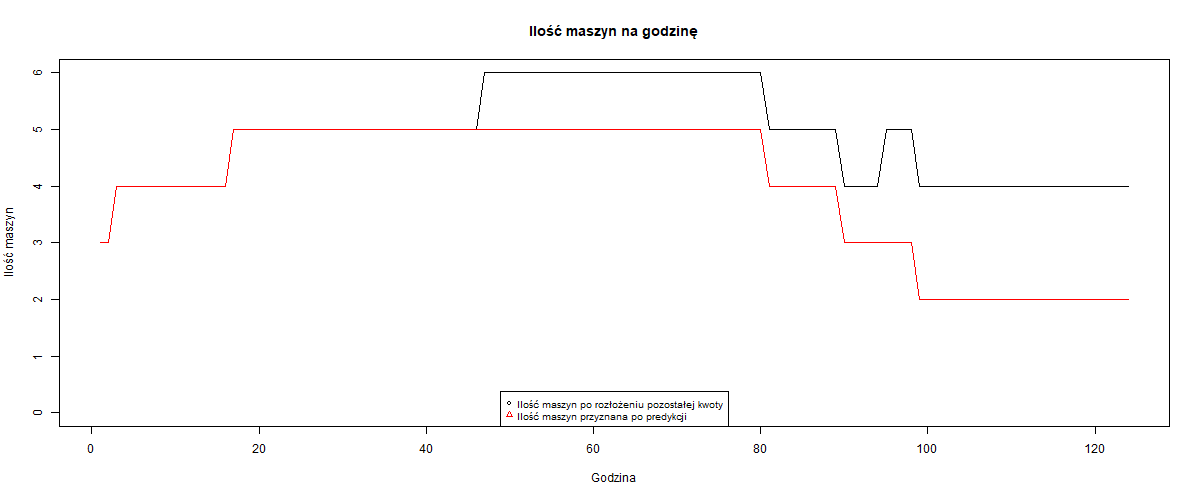 Ilość maszyn na godzinę
Ilość maszyn
6
5
4
3
2
1
0
Ilość maszyn po rozłożeniu pozostałej kwoty
Ilość maszyn przyznana po predykcji
0 20 40 60 80 100 120
Godzina